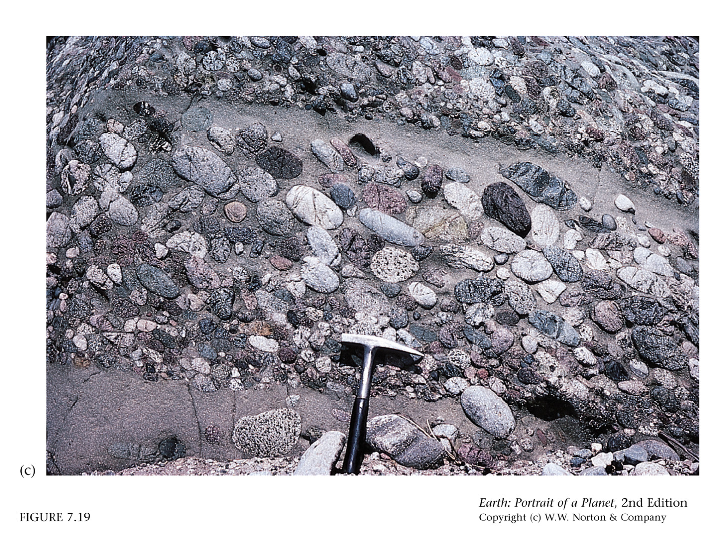 (c)
Earth: Portrait of a Planet, 2nd Edition
FIGURE 7.19
Copyright (c) W.W. Norton & Company